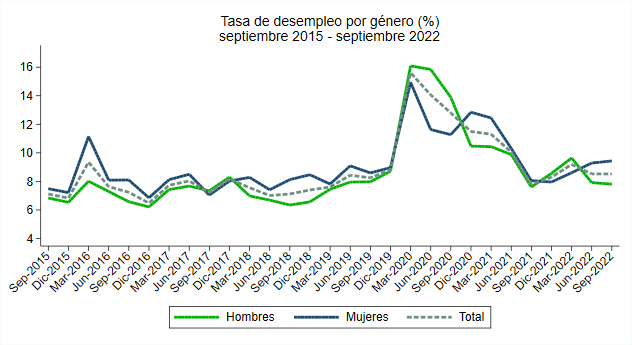 Tasa de desempleo por género (%)
septiembre 2015 - septiembre 2022
16
14
12
10
8
6
4
Sep-2015
Dic-2015
Mar-2016
Jun-2016
Sep-2016
Dic-2016
Mar-2017
Jun-2017
Sep-2017
Dic-2017
Mar-2018
Jun-2018
Sep-2018
Dic-2018
Mar-2019
Jun-2019
Sep-2019
Dic-2019
Mar-2020
Jun-2020
Sep-2020
Dic-2020
Mar-2021
Jun-2021
Sep-2021
Dic-2021
Mar-2022
Jun-2022
Sep-2022
Hombres Mujeres Total